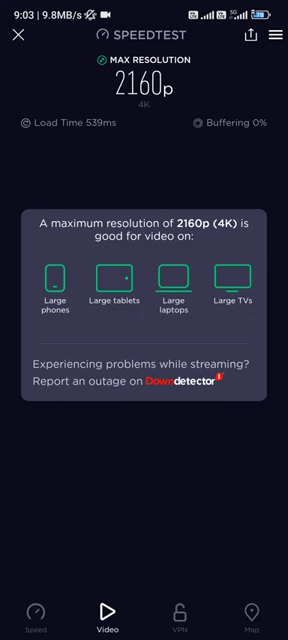 9:03 | 9.8MB/s
5G
SPEEDTEST
MAX RESOLUTION
2160p
4K
Load Time 539ms
Buffering 0%
A maximum resolution of 2160p (4K) is
good for video on:
Large
phones
Large tablets
Large
laptops
Large TVs
Experiencing problems while streaming?
Report an outage on Downdetector
Speed
Video
VPN
Map